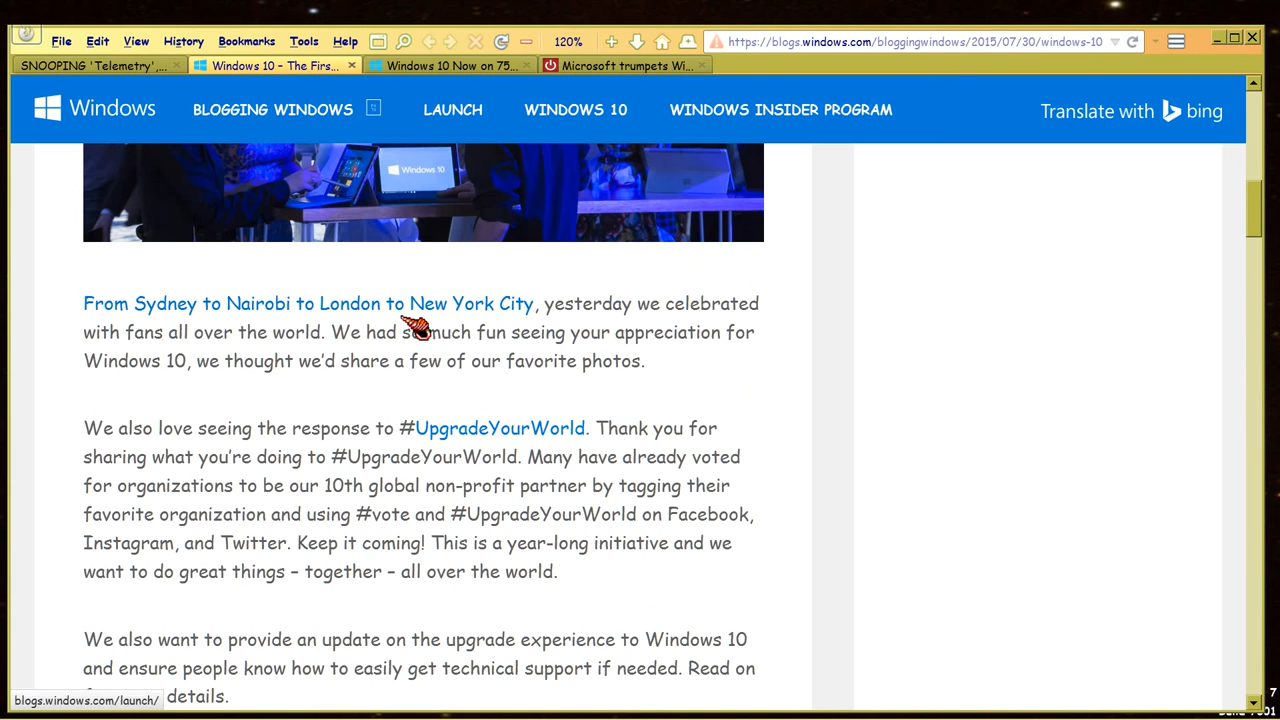 File Edit View History Bookmarks Tools Help 120% https://blogs.windows.com/bloggingwindows/2015/07/30/windows-10
SNOOPING 'Telemetry',... Windows 10 – The Firs... Windows 10 Now on 75... Microsoft trumpets Wi...
Windows BLOGGING WINDOWS LAUNCH WINDOWS 10 WINDOWS INSIDER PROGRAM Translate with bing
Windows 10
From Sydney to Nairobi to London to New York City, yesterday we celebrated
with fans all over the world. We had so much fun seeing your appreciation for
Windows 10, we thought we'd share a few of our favorite photos.
We also love seeing the response to #UpgradeYourWorld. Thank you for
sharing what you're doing to #UpgradeYourWorld. Many have already voted
for organizations to be our 10th global non-profit partner by tagging their
favorite organization and using #vote and #UpgradeYourWorld on Facebook,
Instagram, and Twitter. Keep it coming! This is a year-long initiative and we
want to do great things – together – all over the world.
We also want to provide an update on the upgrade experience to Windows 10
and ensure people know how to easily get technical support if needed. Read on
details.
blogs.windows.com/launch/
7